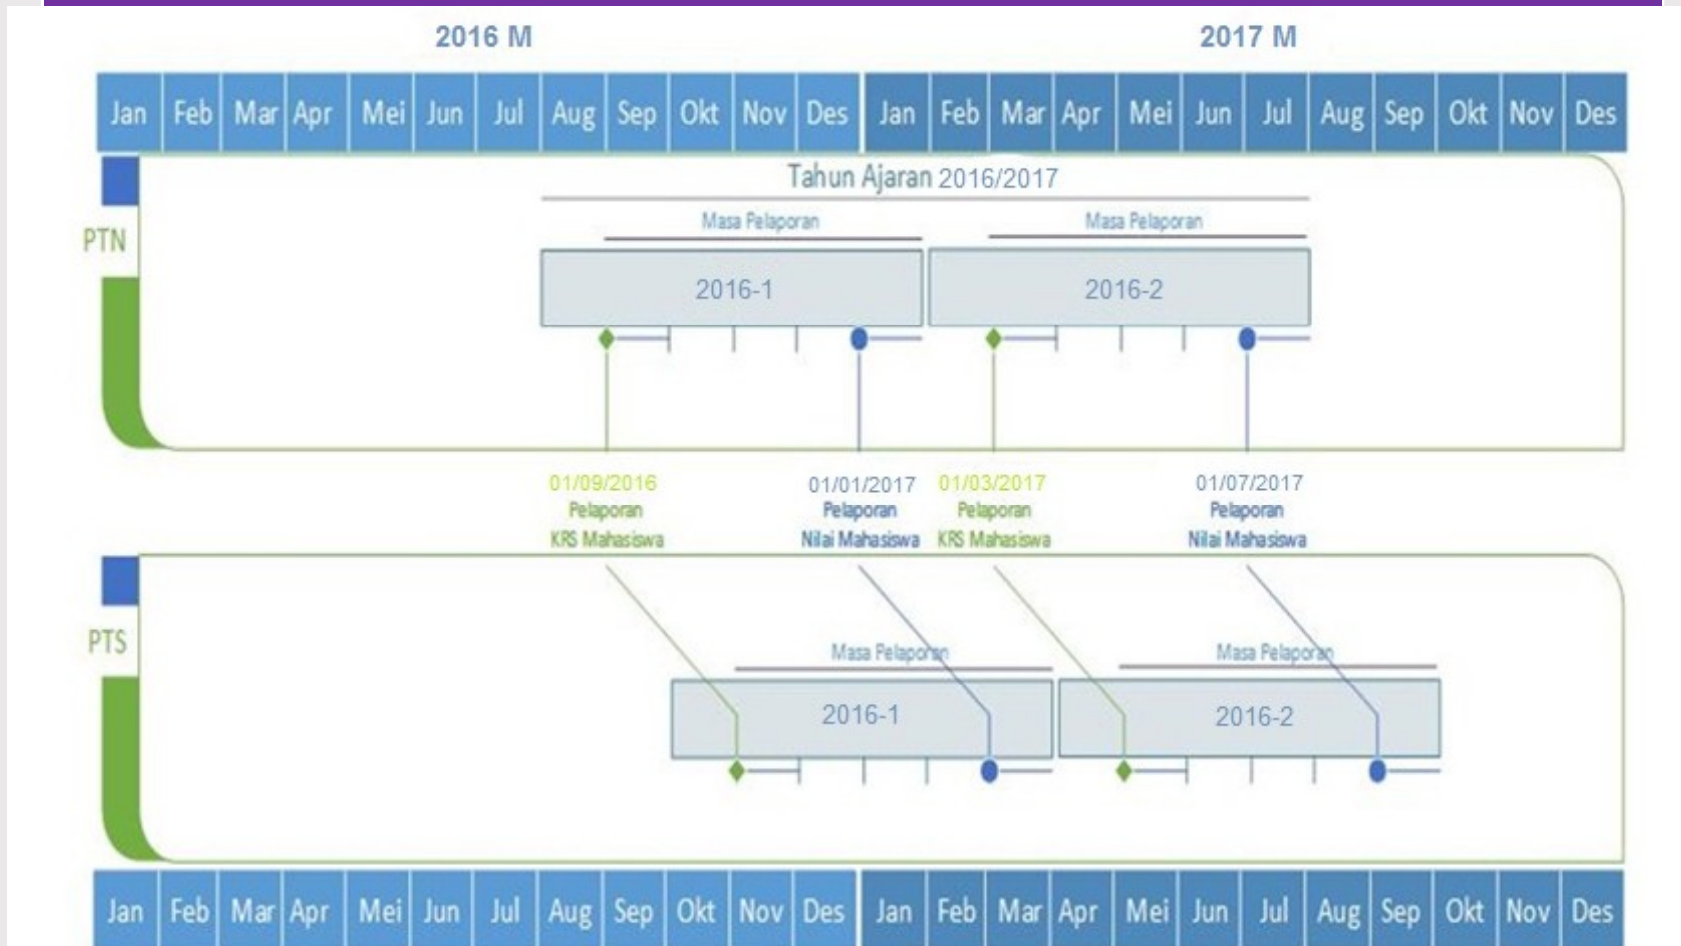 2016 M 2017 M
Jan Feb Mar Apr Mei Jun Jul Aug Sep Okt Nov Des Jan Feb Mar Apr Mei Jun Jul Aug Sep Okt Nov Des
Tahun Ajaran 2016/2017
Masa Pelaporan Masa Pelaporan
PTN
2016-1 2016-2
01/09/2016 01/01/2017 01/03/2017 01/07/2017
Pelaporan Pelaporan Pelaporan Pelaporan
KRS Mahasiswa Nilai Mahasiswa KRS Mahasiswa Nilai Mahasiswa
PTS
Masa Pelaporan Masa Pelaporan
2016-1 2016-2
Jan Feb Mar Apr Mei Jun Jul Aug Sep Okt Nov Des Jan Feb Mar Apr Mei Jun Jul Aug Sep Okt Nov Des